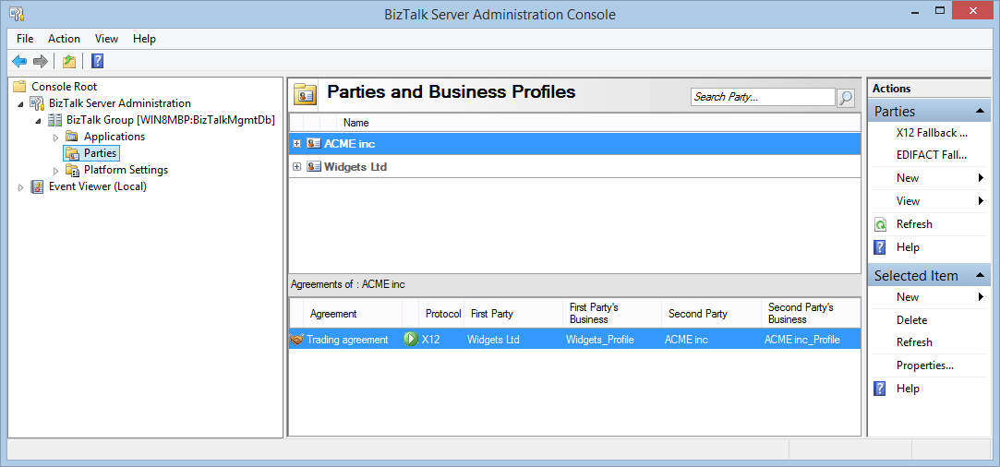 BizTalk Server Administration Console
File Action View Help
Console Root
BizTalk Server Administration
BizTalk Group [WIN8MBP:BizTalkMgmtDb]
Applications
Parties
Platform Settings
Event Viewer (Local)
Parties and Business Profiles
Search Party...
Name
ACME inc
Widgets Ltd
Agreements of : ACME inc
Agreement Protocol First Party First Party's Business Second Party Second Party's Business
Trading agreement X12 Widgets Ltd Widgets_Profile ACME inc ACME inc_Profile
Actions
Parties
X12 Fallback ...
EDIFACT Fall...
New
View
Refresh
Help
Selected Item
New
Delete
Refresh
Properties...
Help